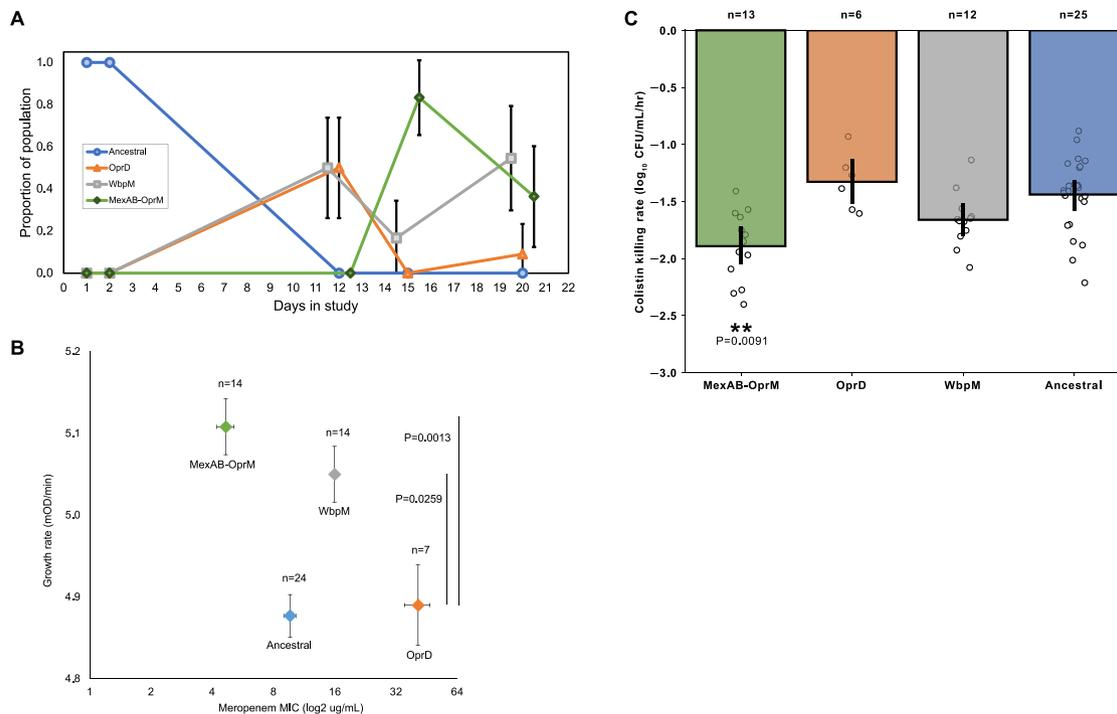 A
1.0
0.8
0.6
0.4
0.2
0.0
Proportion of population
Ancestral
OprD
WbpM
MexAB-OprM
0 1 2 3 4 5 6 7 8 9 10 11 12 13 14 15 16 17 18 19 20 21 22
Days in study
B
5.2
5.1
5.0
4.9
4.8
Growth rate (mOD/min)
n=14
MexAB-OprM
n=14
WbpM
n=24
Ancestral
n=7
OprD
P=0.0013
P=0.0259
1 2 4 8 16 32 64
Meropenem MIC (log2 ug/mL)
C
n=13 n=6 n=12 n=25
0.0
−0.5
−1.0
−1.5
−2.0
−2.5
−3.0
Colistin killing rate (log₁₀ CFU/mL/hr)
**
P=0.0091
MexAB-OprM OprD WbpM Ancestral